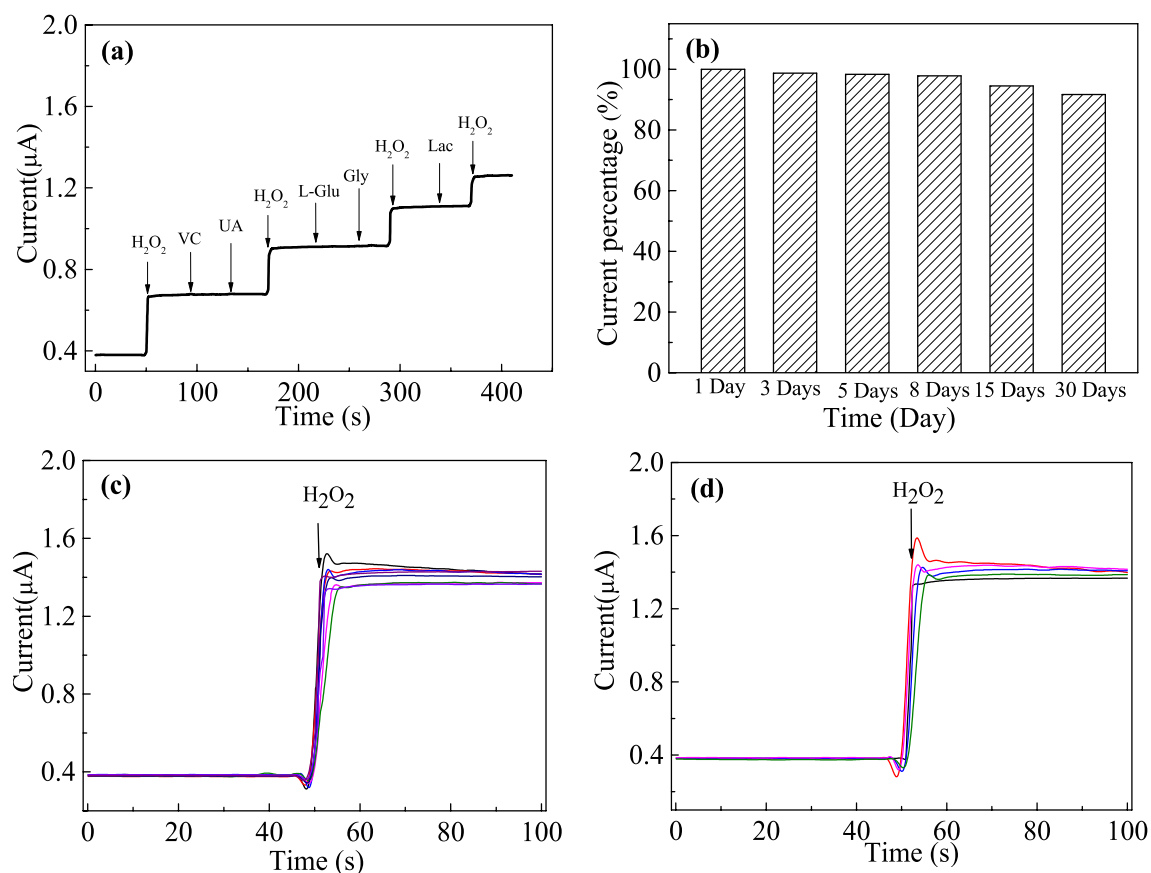 (a)
2.0
1.6
1.2
0.8
0.4
Current(μA)
H₂O₂
VC
UA
H₂O₂
L-Glu
Gly
H₂O₂
Lac
H₂O₂
0 100 200 300 400
Time (s)
(b)
100
80
60
40
20
0
Current percentage (%)
1 Day 3 Days 5 Days 8 Days 15 Days 30 Days
Time (Day)
(c)
2.0
1.6
1.2
0.8
0.4
Current(μA)
H₂O₂
0 20 40 60 80 100
Time (s)
(d)
2.0
1.6
1.2
0.8
0.4
Current(μA)
H₂O₂
0 20 40 60 80 100
Time (s)